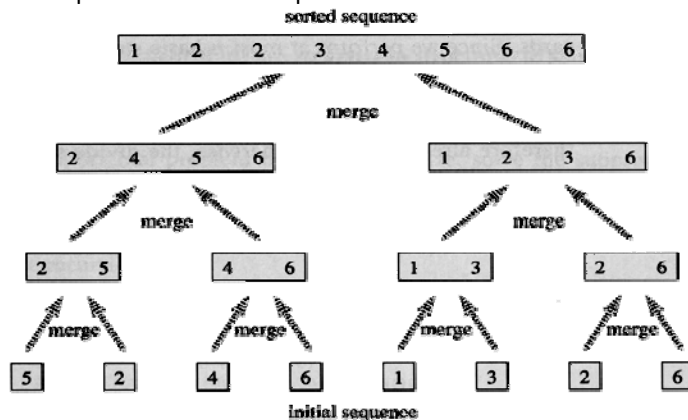 sorted sequence
1 2 2 3 4 5 6 6
merge
2 4 5 6 1 2 3 6
merge merge
2 5 4 6 1 3 2 6
merge merge merge merge
5 2 4 6 1 3 2 6
initial sequence